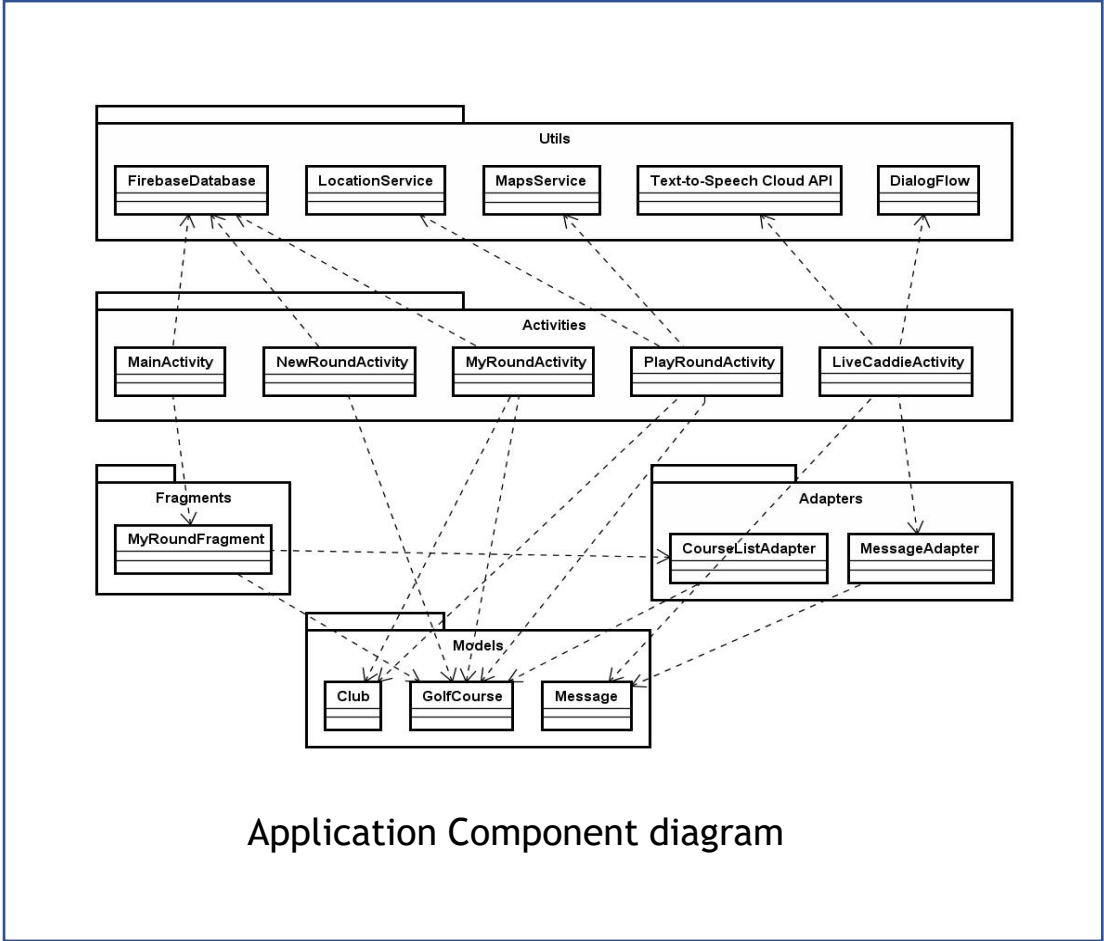 Utils
FirebaseDatabase LocationService MapsService Text-to-Speech Cloud API DialogFlow
Activities
MainActivity NewRoundActivity MyRoundActivity PlayRoundActivity LiveCaddieActivity
Fragments Adapters
MyRoundFragment CourseListAdapter MessageAdapter
Models
Club GolfCourse Message
Application Component diagram